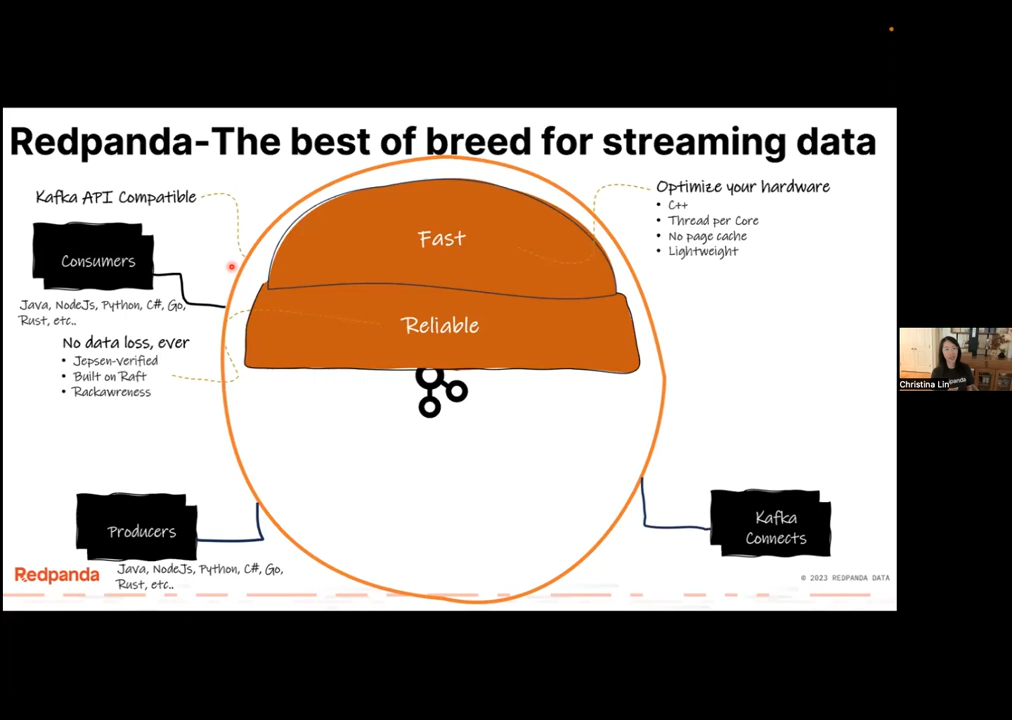 Redpanda-The best of breed for streaming data
Kafka API Compatible
Consumers
Java, NodeJs, Python, C#, Go,
Rust, etc..
No data loss, ever
• Jepsen-verified
• Built on Raft
• Rackawreness
Fast
Reliable
Optimize your hardware
• C++
• Thread per Core
• No page cache
• Lightweight
Producers
Java, NodeJs, Python, C#, Go,
Rust, etc..
Kafka
Connects
Redpanda
© 2023 REDPANDA DATA
Christina Lin